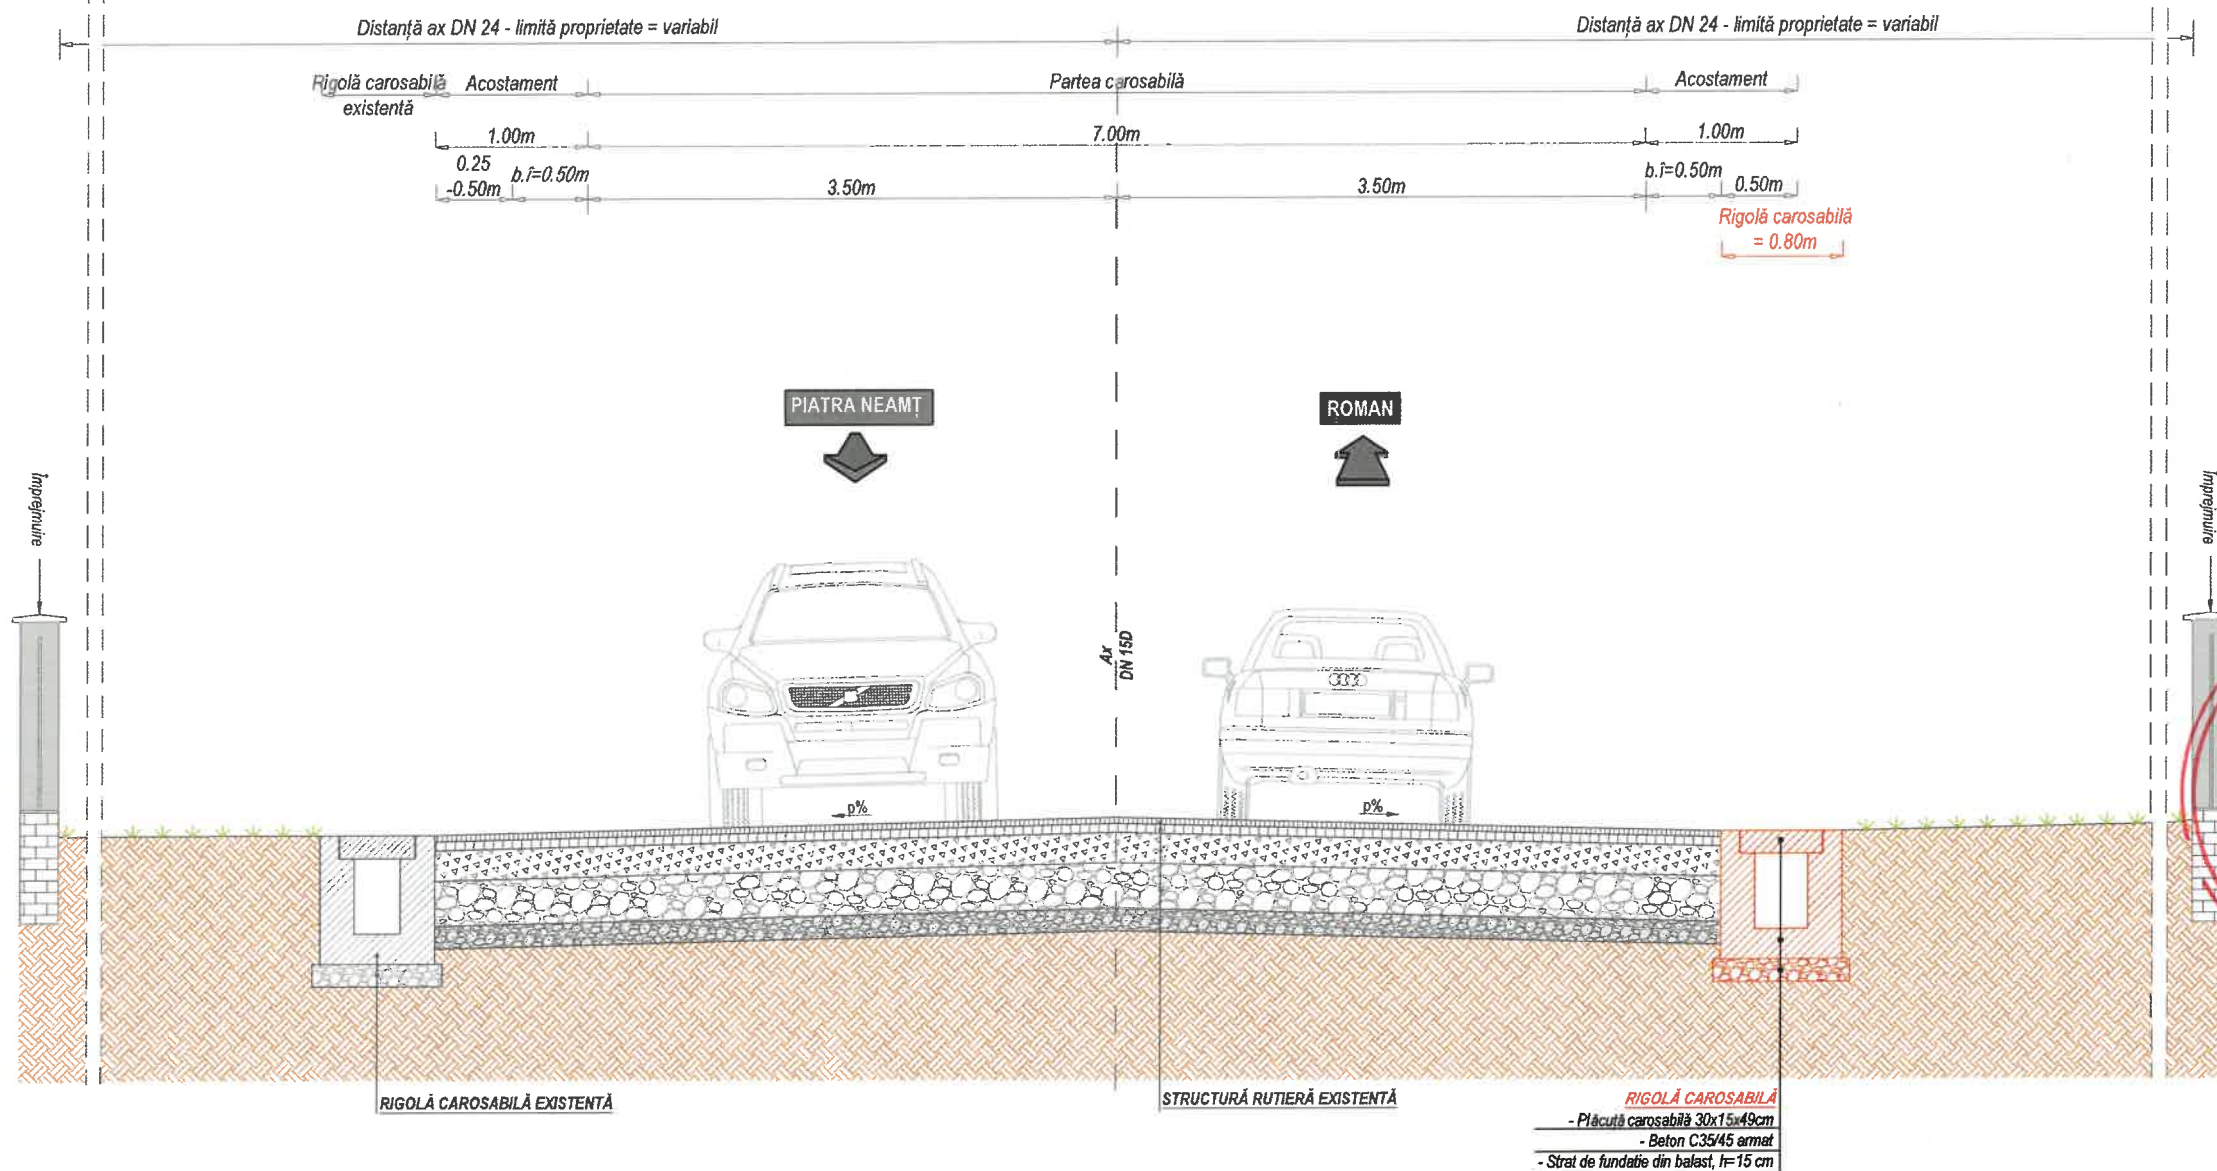 Distanță ax DN 24 - limită proprietate = variabil
Distanță ax DN 24 - limită proprietate = variabil
Rigolă carosabilă
existentă
Acostament
Partea carosabilă
Acostament
1.00m
7.00m
1.00m
0.25
-0.50m
b.î=0.50m
3.50m
3.50m
b.î=0.50m
0.50m
Rigolă carosabilă
= 0.80m
PIATRA NEAMȚ
ROMAN
Împrejmuire
Împrejmuire
Ax
DN 15D
p%
p%
RIGOLĂ CAROSABILĂ EXISTENTĂ
STRUCTURĂ RUTIERĂ EXISTENTĂ
RIGOLĂ CAROSABILĂ
- Plăcuță carosabilă 30x15x49cm
- Beton C35/45 armat
- Strat de fundatie din balast, h=15 cm